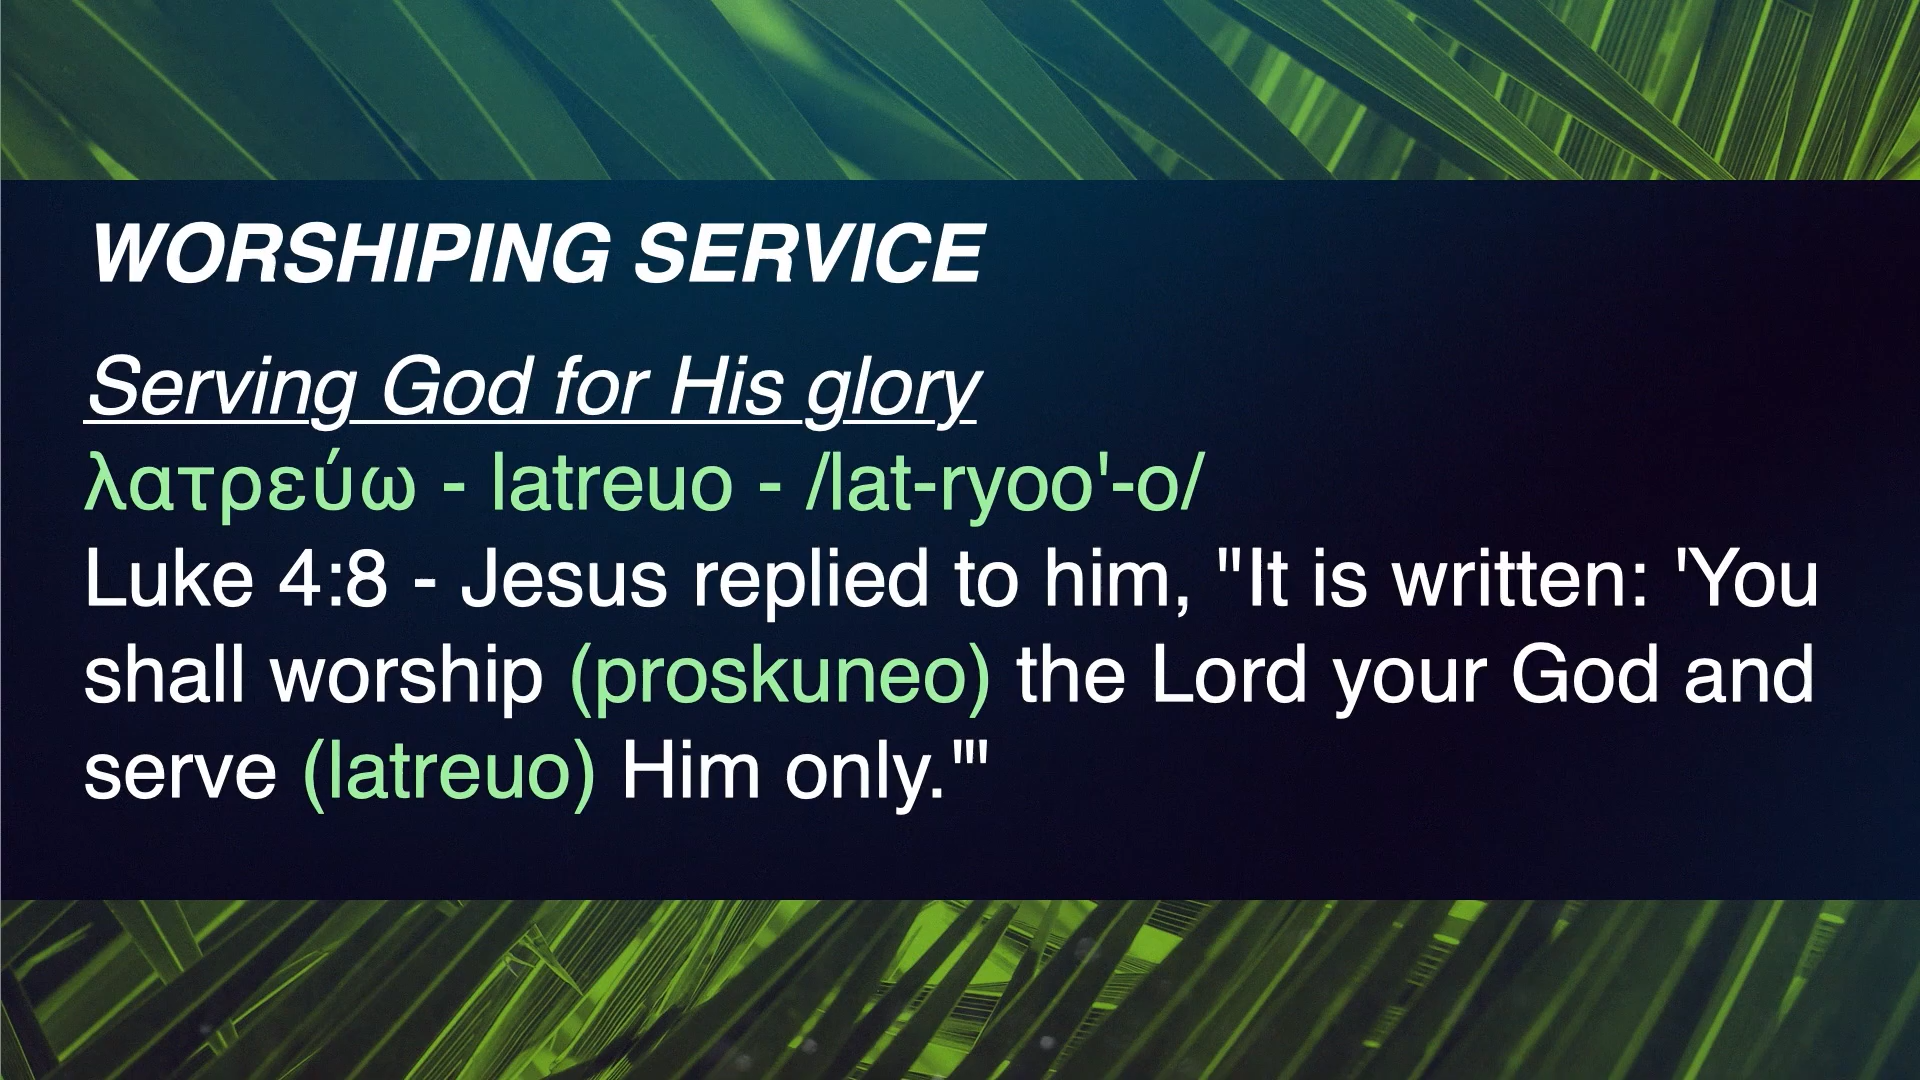 WORSHIPING SERVICE
Serving God for His glory
λατρεύω - latreuo - /lat-ryoo'-o/
Luke 4:8 - Jesus replied to him, "It is written: 'You
shall worship (proskuneo) the Lord your God and
serve (latreuo) Him only.'"